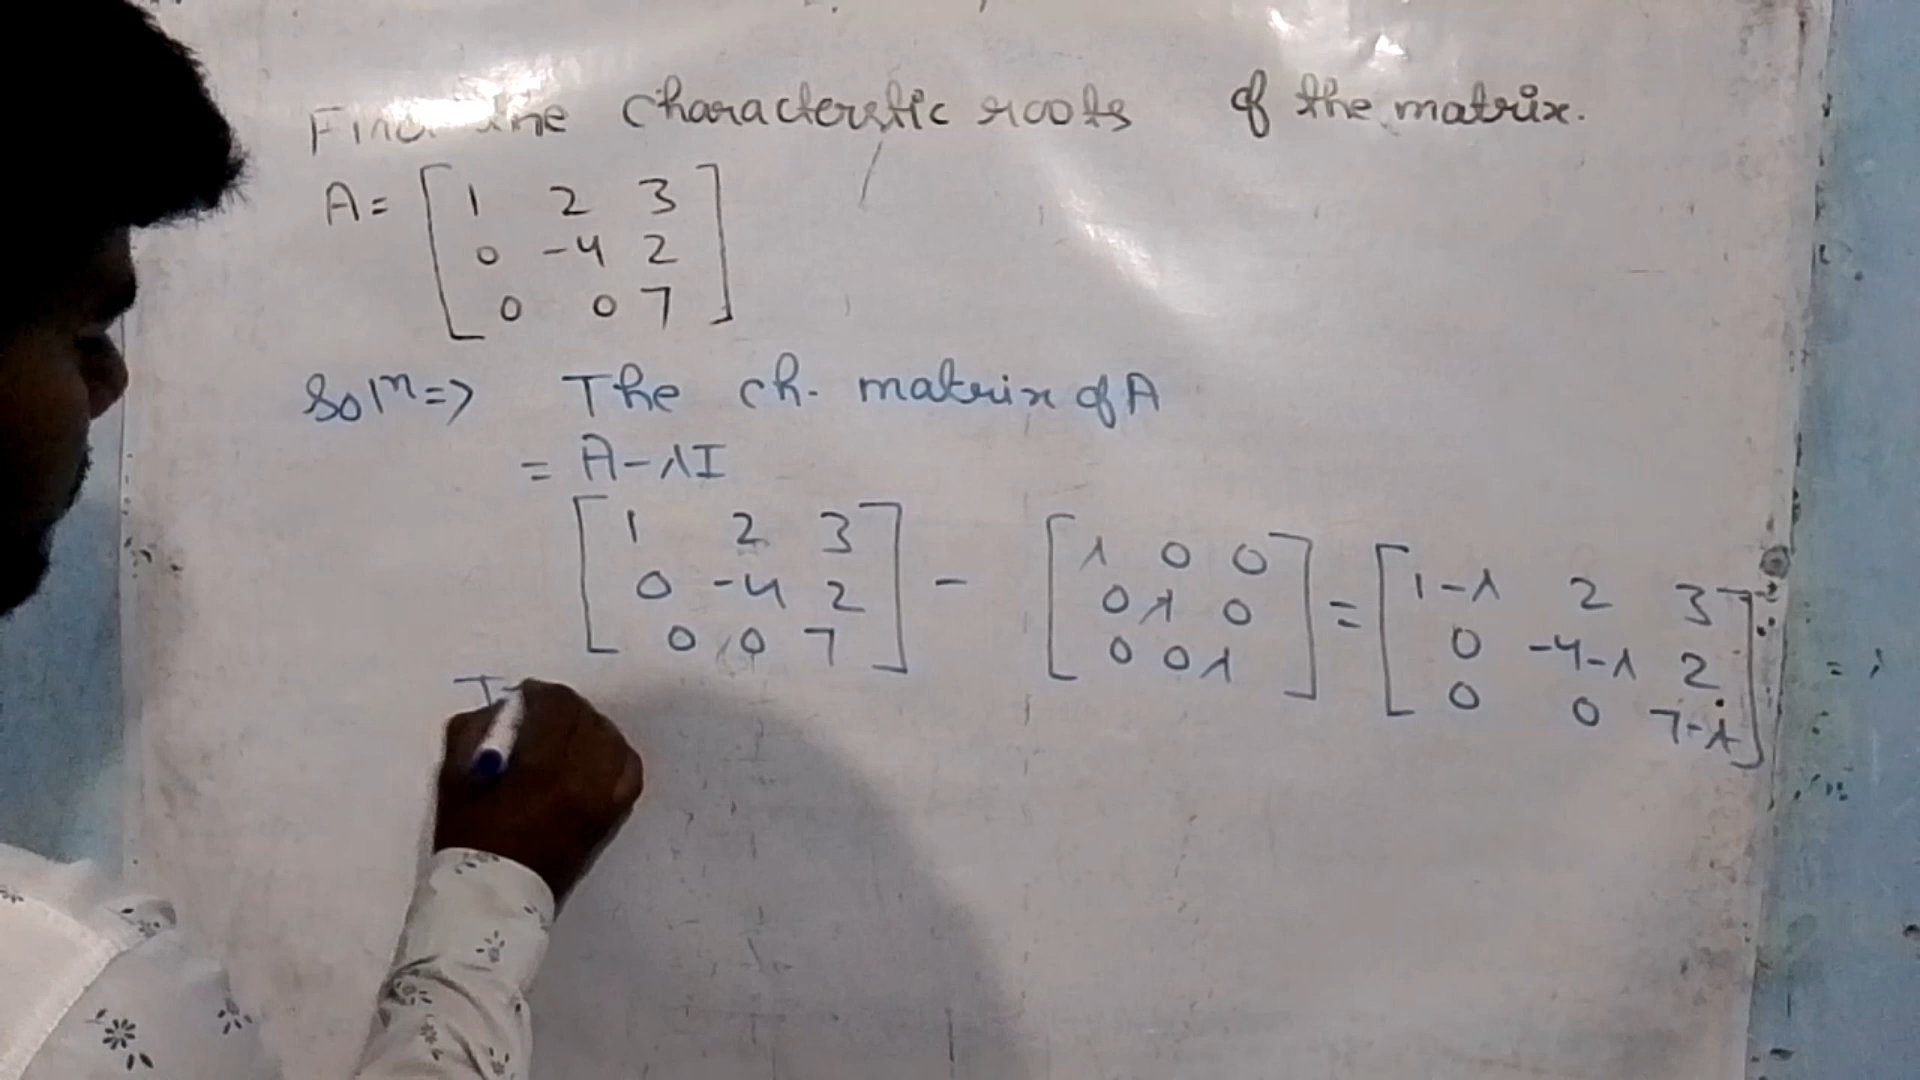 Find the characterstic roots of the matrix.
A = [ 1 2 3
0 -4 2
0 0 7 ]
Solⁿ => The ch. matrix of A
= A-λI
[ 1 2 3
0 -4 2
0 0 7 ] - [ λ 0 0
0 λ 0
0 0 λ ] = [ 1-λ 2 3
0 -4-λ 2
0 0 7-λ ]